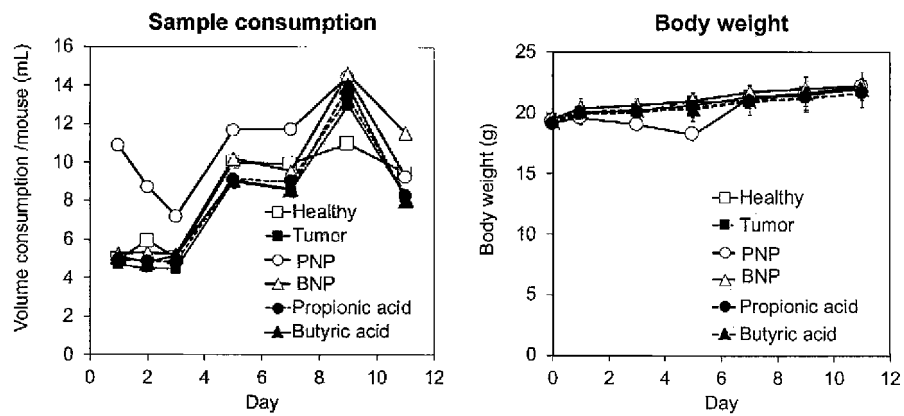 Sample consumption
Volume consumption /mouse (mL)
16
14
12
10
8
6
4
2
0
0 2 4 6 8 10 12
Day
Healthy
Tumor
PNP
BNP
Propionic acid
Butyric acid
Body weight
Body weight (g)
25
20
15
10
5
0
0 2 4 6 8 10 12
Day
Healthy
Tumor
PNP
BNP
Propionic acid
Butyric acid